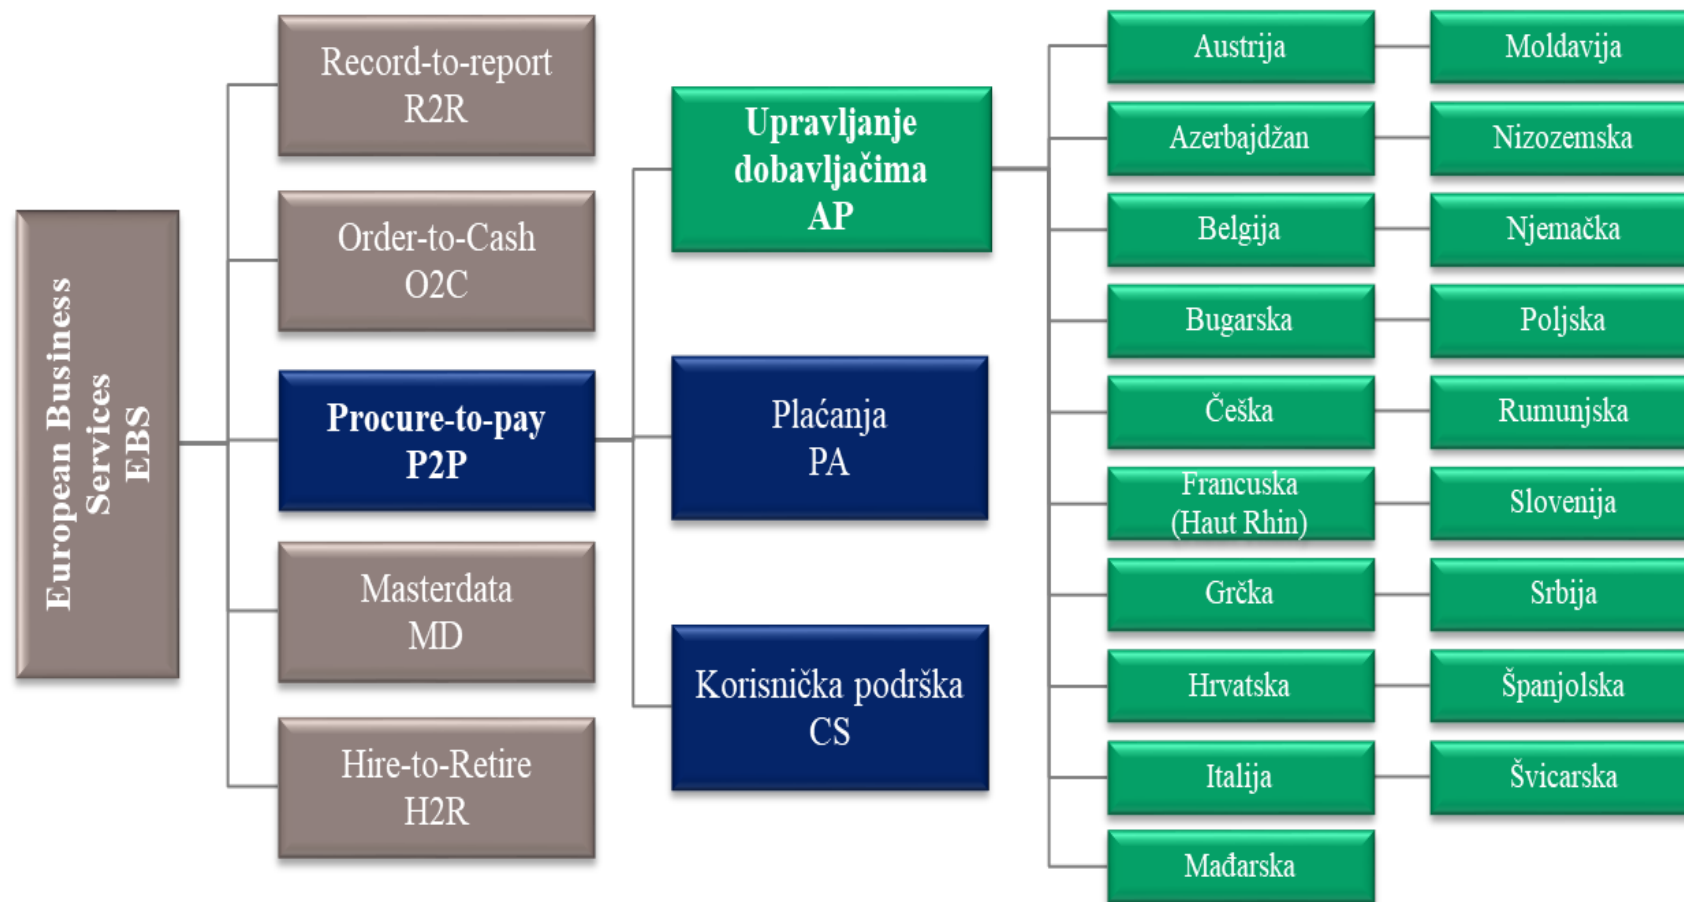 European Business
Services
EBS
Record-to-report
R2R
Order-to-Cash
O2C
Procure-to-pay
P2P
Masterdata
MD
Hire-to-Retire
H2R
Upravljanje
dobavljačima
AP
Plaćanja
PA
Korisnička podrška
CS
Austrija
Moldavija
Azerbajdžan
Nizozemska
Belgija
Njemačka
Bugarska
Poljska
Češka
Rumunjska
Francuska
(Haut Rhin)
Slovenija
Grčka
Srbija
Hrvatska
Španjolska
Italija
Švicarska
Mađarska